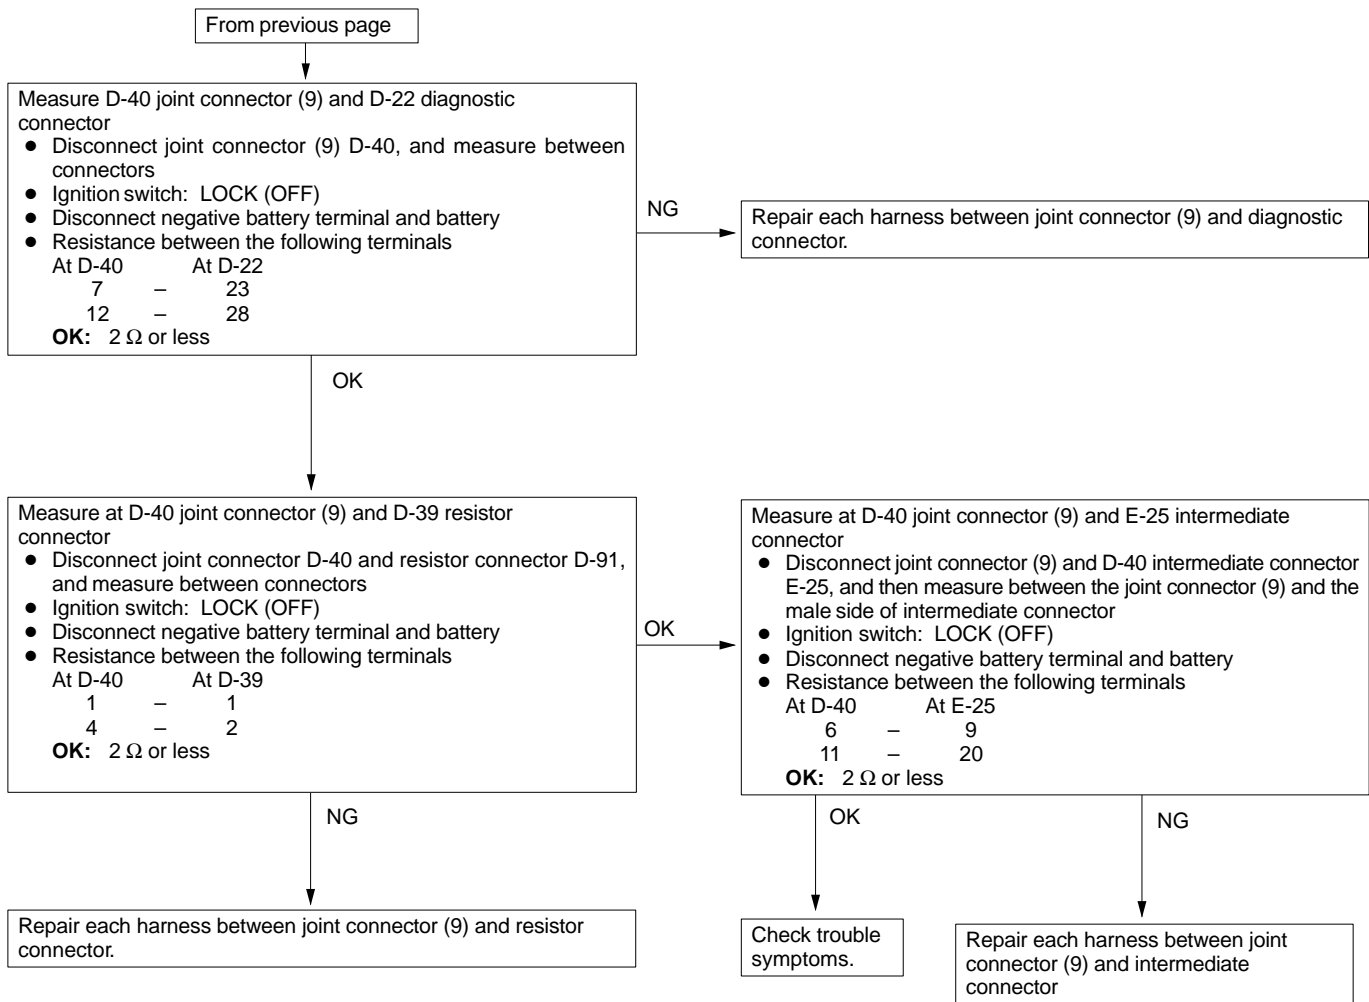 From previous page
Measure D-40 joint connector (9) and D-22 diagnostic
connector
● Disconnect joint connector (9) D-40, and measure between
connectors
● Ignition switch: LOCK (OFF)
● Disconnect negative battery terminal and battery
● Resistance between the following terminals
At D-40 At D-22
7 – 23
12 – 28
OK: 2 Ω or less
NG
Repair each harness between joint connector (9) and diagnostic
connector.
OK
Measure at D-40 joint connector (9) and D-39 resistor
connector
● Disconnect joint connector D-40 and resistor connector D-91,
and measure between connectors
● Ignition switch: LOCK (OFF)
● Disconnect negative battery terminal and battery
● Resistance between the following terminals
At D-40 At D-39
1 – 1
4 – 2
OK: 2 Ω or less
OK
Measure at D-40 joint connector (9) and E-25 intermediate
connector
● Disconnect joint connector (9) and D-40 intermediate connector
E-25, and then measure between the joint connector (9) and the
male side of intermediate connector
● Ignition switch: LOCK (OFF)
● Disconnect negative battery terminal and battery
● Resistance between the following terminals
At D-40 At E-25
6 – 9
11 – 20
OK: 2 Ω or less
NG
Repair each harness between joint connector (9) and resistor
connector.
OK
Check trouble
symptoms.
NG
Repair each harness between joint
connector (9) and intermediate
connector